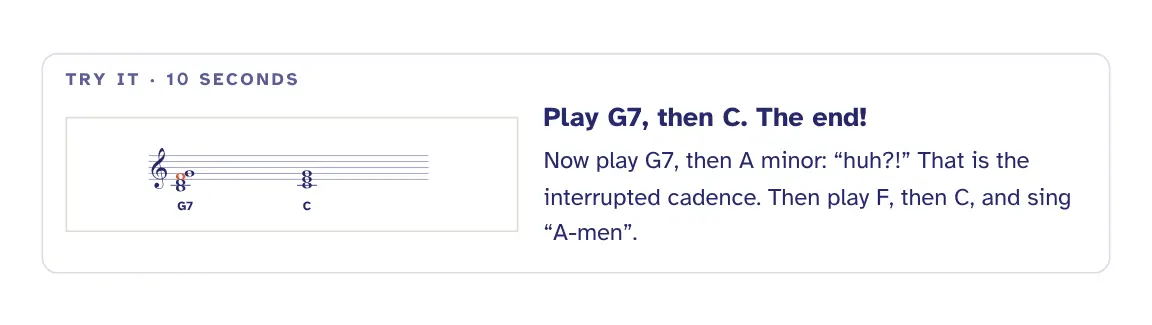 TRY IT · 10 SECONDS
G7 C
Play G7, then C. The end!
Now play G7, then A minor: “huh?!” That is the
interrupted cadence. Then play F, then C, and sing
“A-men”.